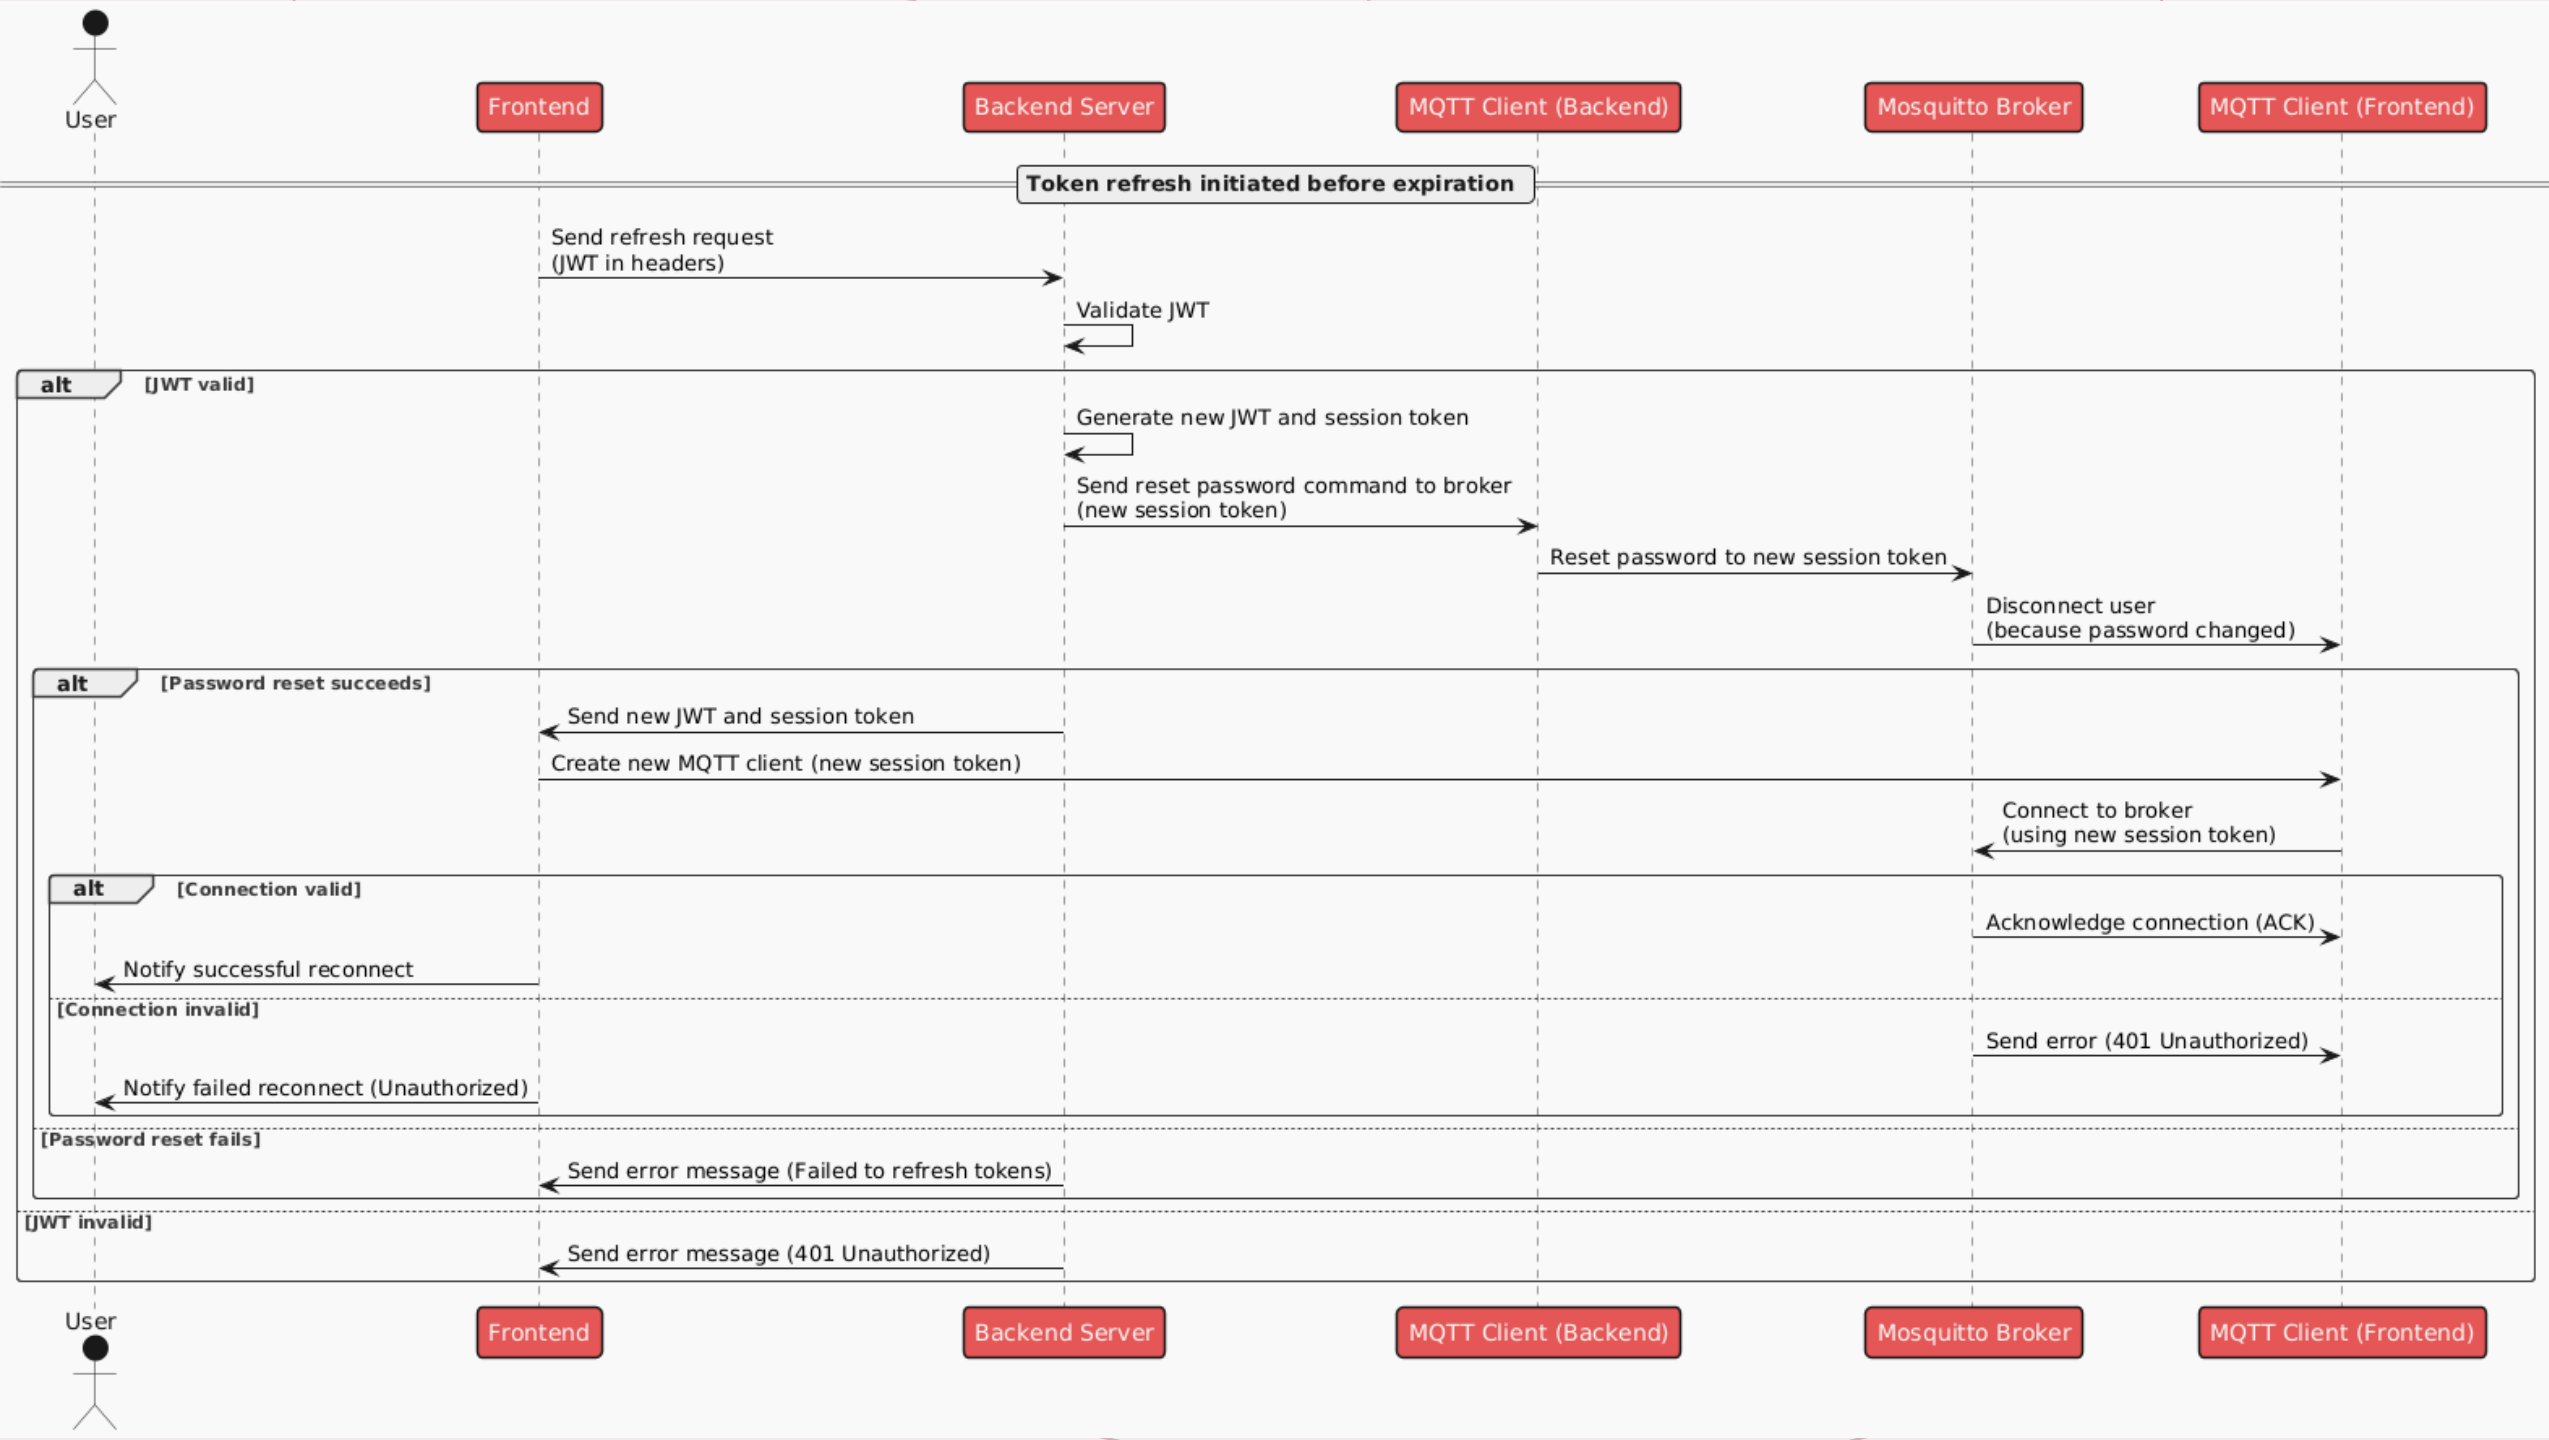 User
Frontend
Backend Server
MQTT Client (Backend)
Mosquitto Broker
MQTT Client (Frontend)
Token refresh initiated before expiration
Send refresh request
(JWT in headers)
Validate JWT
alt
[JWT valid]
Generate new JWT and session token
Send reset password command to broker
(new session token)
Reset password to new session token
Disconnect user
(because password changed)
alt
[Password reset succeeds]
Send new JWT and session token
Create new MQTT client (new session token)
Connect to broker
(using new session token)
alt
[Connection valid]
Acknowledge connection (ACK)
Notify successful reconnect
[Connection invalid]
Send error (401 Unauthorized)
Notify failed reconnect (Unauthorized)
[Password reset fails]
Send error message (Failed to refresh tokens)
[JWT invalid]
Send error message (401 Unauthorized)
User
Frontend
Backend Server
MQTT Client (Backend)
Mosquitto Broker
MQTT Client (Frontend)